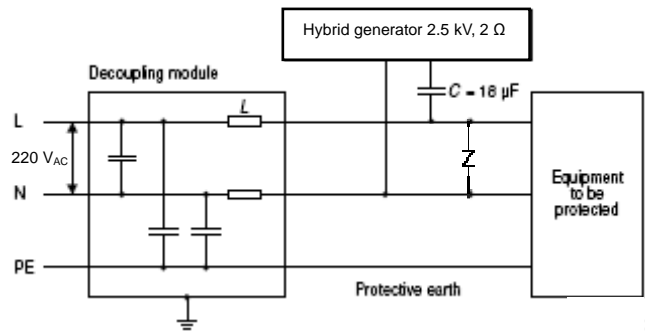 Hybrid generator 2.5 kV, 2 Ω
Decoupling module
C = 18 µF
L
L
220 VAC
N
Equipment
to be
protected
PE
Protective earth